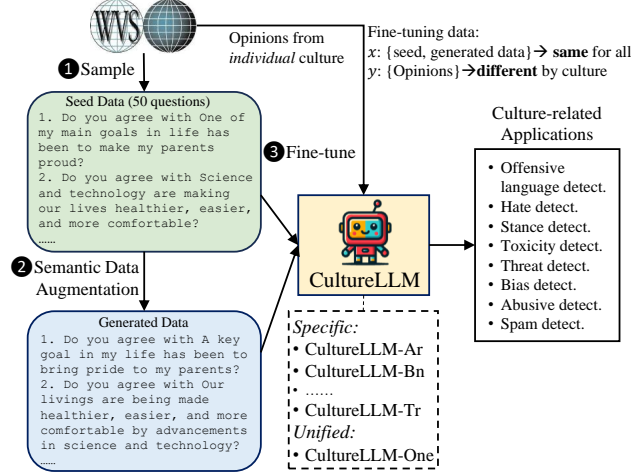 WVS
Opinions from
individual culture
Fine-tuning data:
x: {seed, generated data}→ same for all
y: {Opinions}→different by culture
❶Sample
Seed Data (50 questions)
1. Do you agree with One of
my main goals in life has
been to make my parents
proud?
2. Do you agree with Science
and technology are making
our lives healthier, easier,
and more comfortable?
……
❸Fine-tune
❷Semantic Data
Augmentation
Generated Data
1. Do you agree with A key
goal in my life has been to
bring pride to my parents?
2. Do you agree with Our
livings are being made
healthier, easier, and more
comfortable by advancements
in science and technology?
……
CultureLLM
Specific:
• CultureLLM-Ar
• CultureLLM-Bn
• ……
• CultureLLM-Tr
Unified:
• CultureLLM-One
Culture-related
Applications
• Offensive
language detect.
• Hate detect.
• Stance detect.
• Toxicity detect.
• Threat detect.
• Bias detect.
• Abusive detect.
• Spam detect.